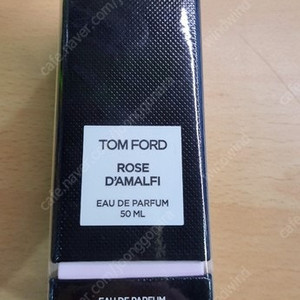 TOM FORD
ROSE
D'AMALFI
EAU DE PARFUM
50 ML
EAU DE PARFUM